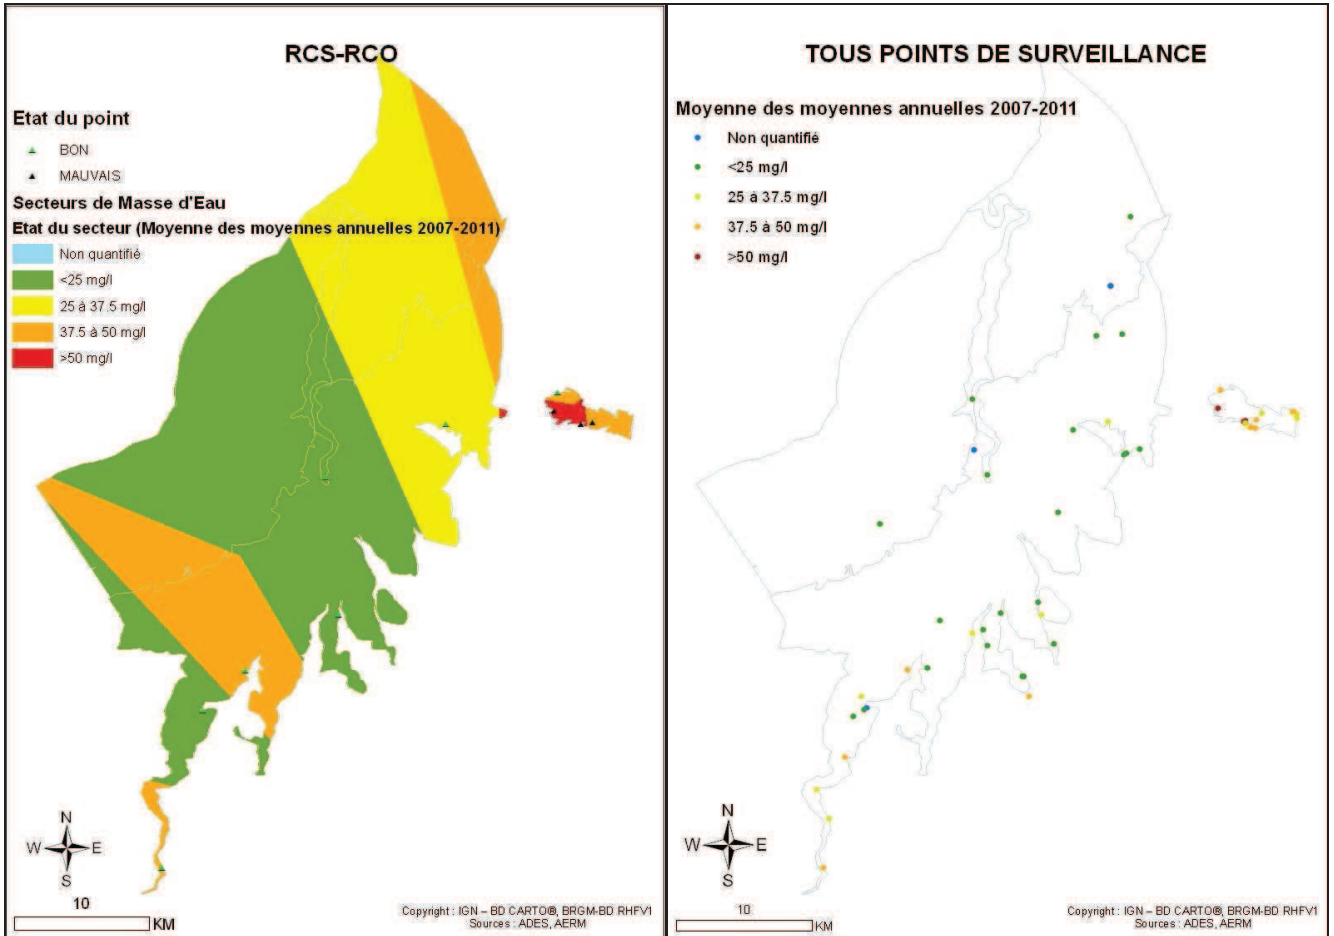 RCS-RCO
Etat du point
BON
MAUVAIS
Secteurs de Masse d'Eau
Etat du secteur (Moyenne des moyennes annuelles 2007-2011)
Non quantifié
<25 mg/l
25 à 37.5 mg/l
37.5 à 50 mg/l
>50 mg/l
N
W E
S
10
KM
Copyright : IGN – BD CARTO®, BRGM-BD RHFV1
Sources : ADES, AERM
TOUS POINTS DE SURVEILLANCE
Moyenne des moyennes annuelles 2007-2011
Non quantifié
<25 mg/l
25 à 37.5 mg/l
37.5 à 50 mg/l
>50 mg/l
N
W E
S
10
KM
Copyright : IGN – BD CARTO®, BRGM-BD RHFV1
Sources : ADES, AERM